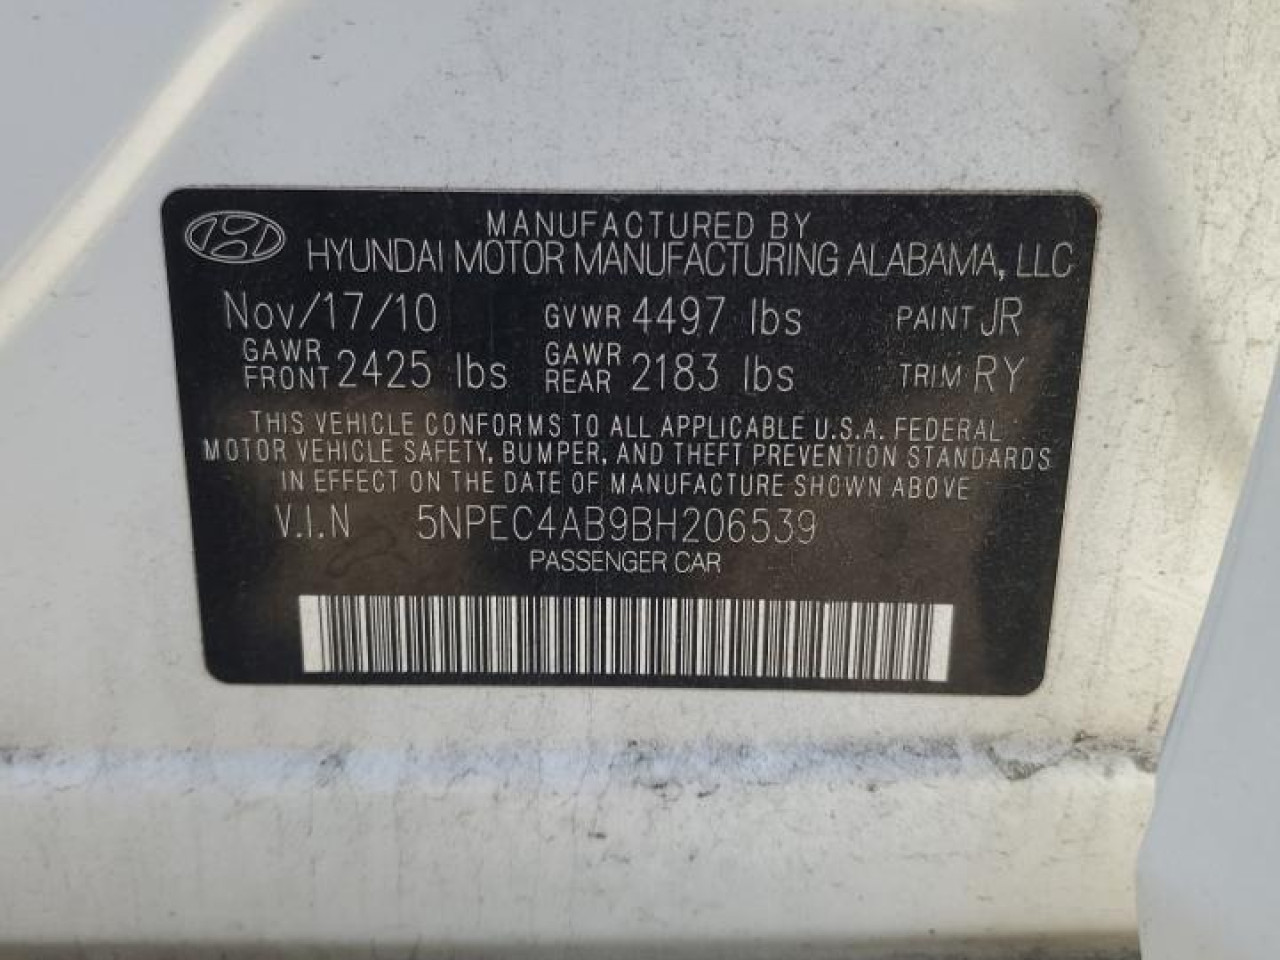 MANUFACTURED BY
HYUNDAI MOTOR MANUFACTURING ALABAMA, LLC
Nov/17/10 GVWR 4497 lbs PAINT JR
GAWR FRONT 2425 lbs GAWR REAR 2183 lbs TRIM RY
THIS VEHICLE CONFORMS TO ALL APPLICABLE U.S.A. FEDERAL
MOTOR VEHICLE SAFETY, BUMPER, AND THEFT PREVENTION STANDARDS
IN EFFECT ON THE DATE OF MANUFACTURE SHOWN ABOVE
V.I.N 5NPEC4AB9BH206539
PASSENGER CAR